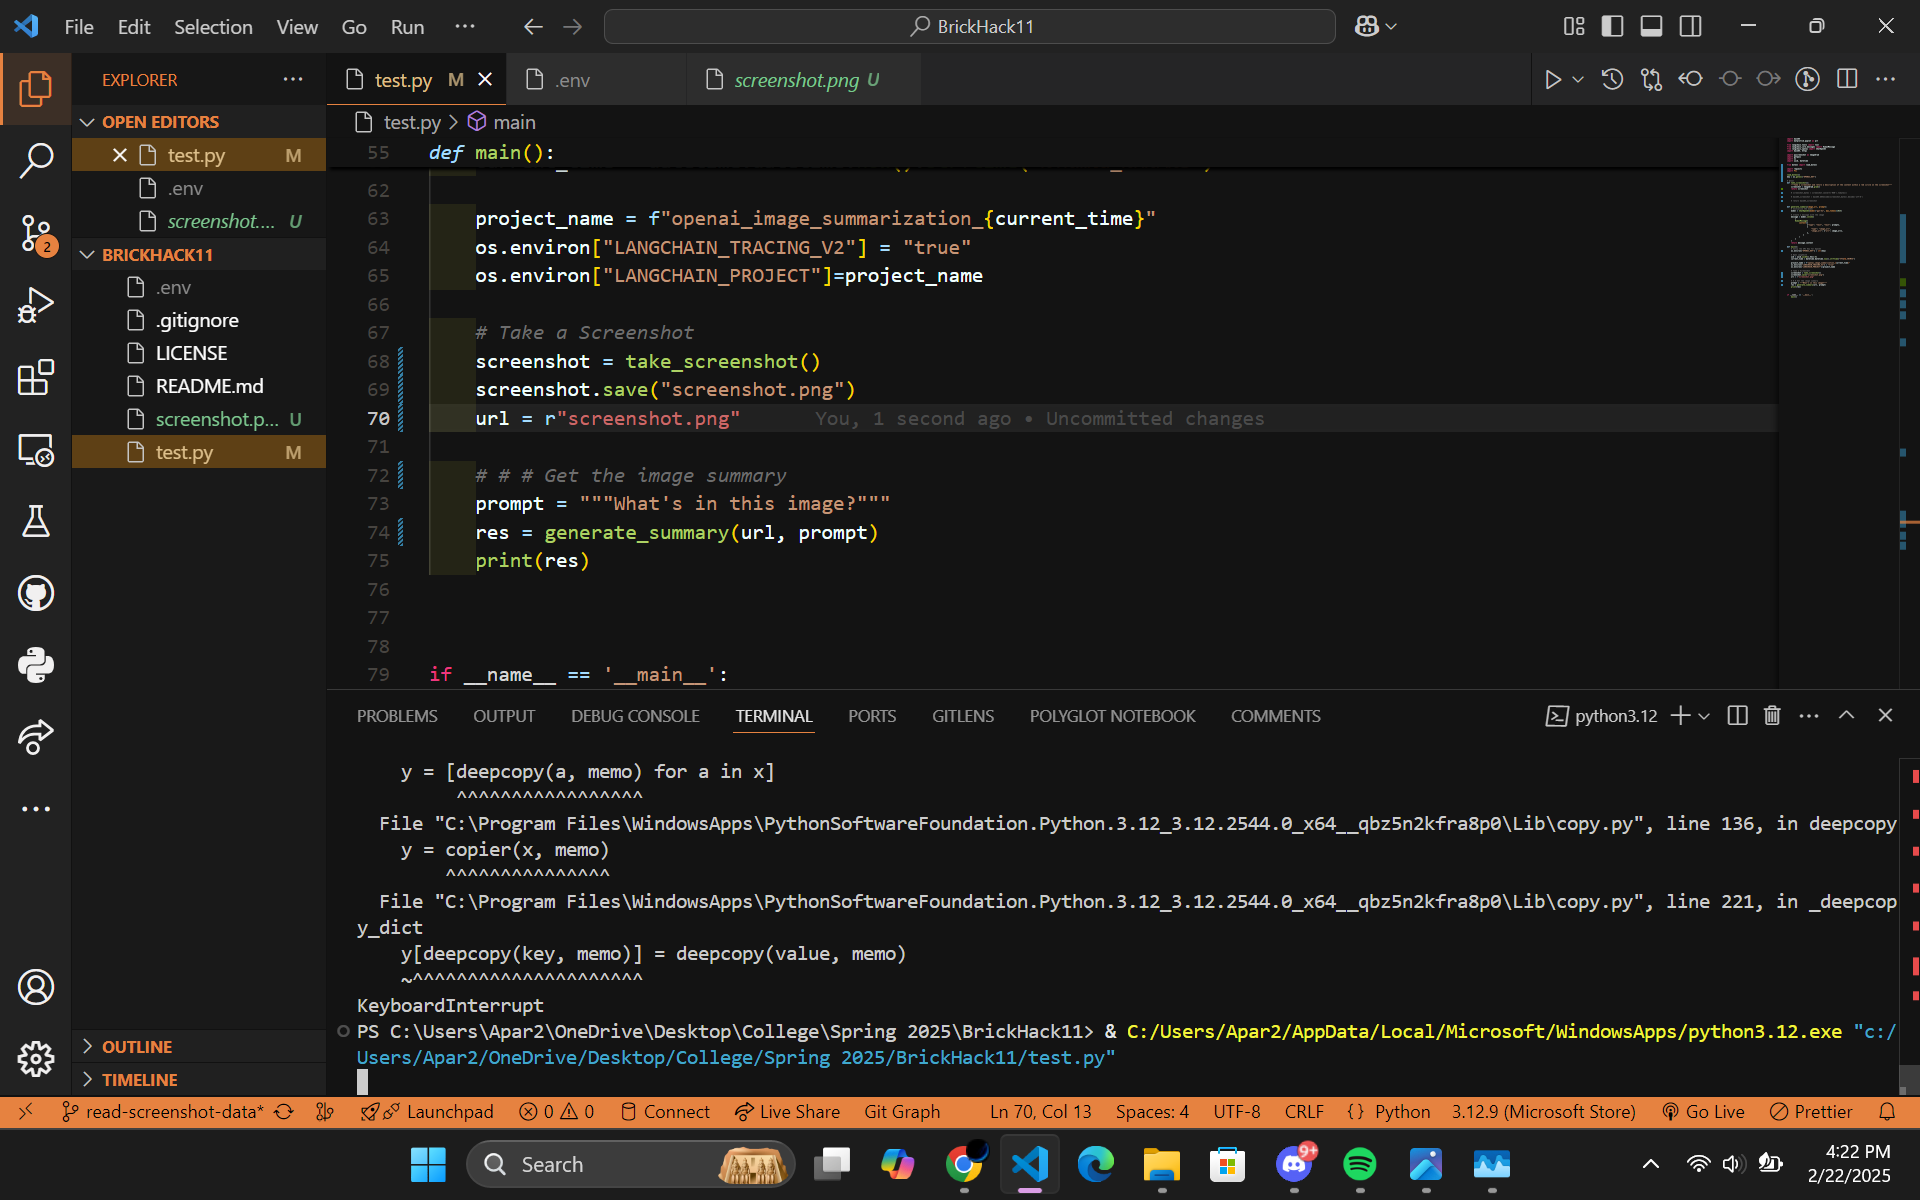 File Edit Selection View Go Run ··· BrickHack11
EXPLORER ···
test.py M
.env
screenshot.png U
OPEN EDITORS
test.py M
.env
screenshot.... U
BRICKHACK11
.env
.gitignore
LICENSE
README.md
screenshot.p... U
test.py M
OUTLINE
TIMELINE
2
test.py > main
55 def main():
62
63 project_name = f"openai_image_summarization_{current_time}"
64 os.environ["LANGCHAIN_TRACING_V2"] = "true"
65 os.environ["LANGCHAIN_PROJECT"]=project_name
66
67 # Take a Screenshot
68 screenshot = take_screenshot()
69 screenshot.save("screenshot.png")
70 url = r"screenshot.png" You, 1 second ago • Uncommitted changes
71
72 # # # Get the image summary
73 prompt = """What's in this image?"""
74 res = generate_summary(url, prompt)
75 print(res)
76
77
78
79 if __name__ == '__main__':
PROBLEMS OUTPUT DEBUG CONSOLE TERMINAL PORTS GITLENS POLYGLOT NOTEBOOK COMMENTS python3.12
y = [deepcopy(a, memo) for a in x]
^^^^^^^^^^^^^^^^^
File "C:\Program Files\WindowsApps\PythonSoftwareFoundation.Python.3.12_3.12.2544.0_x64__qbz5n2kfra8p0\Lib\copy.py", line 136, in deepcopy
y = copier(x, memo)
^^^^^^^^^^^^^^^
File "C:\Program Files\WindowsApps\PythonSoftwareFoundation.Python.3.12_3.12.2544.0_x64__qbz5n2kfra8p0\Lib\copy.py", line 221, in _deepcop
y_dict
y[deepcopy(key, memo)] = deepcopy(value, memo)
~^^^^^^^^^^^^^^^^^^^^^
KeyboardInterrupt
PS C:\Users\Apar2\OneDrive\Desktop\College\Spring 2025\BrickHack11> & C:/Users/Apar2/AppData/Local/Microsoft/WindowsApps/python3.12.exe "c:/
Users/Apar2/OneDrive/Desktop/College/Spring 2025/BrickHack11/test.py"
read-screenshot-data* Launchpad 0 0 Connect Live Share Git Graph Ln 70, Col 13 Spaces: 4 UTF-8 CRLF {} Python 3.12.9 (Microsoft Store) Go Live Prettier
Search
9+
4:22 PM
2/22/2025